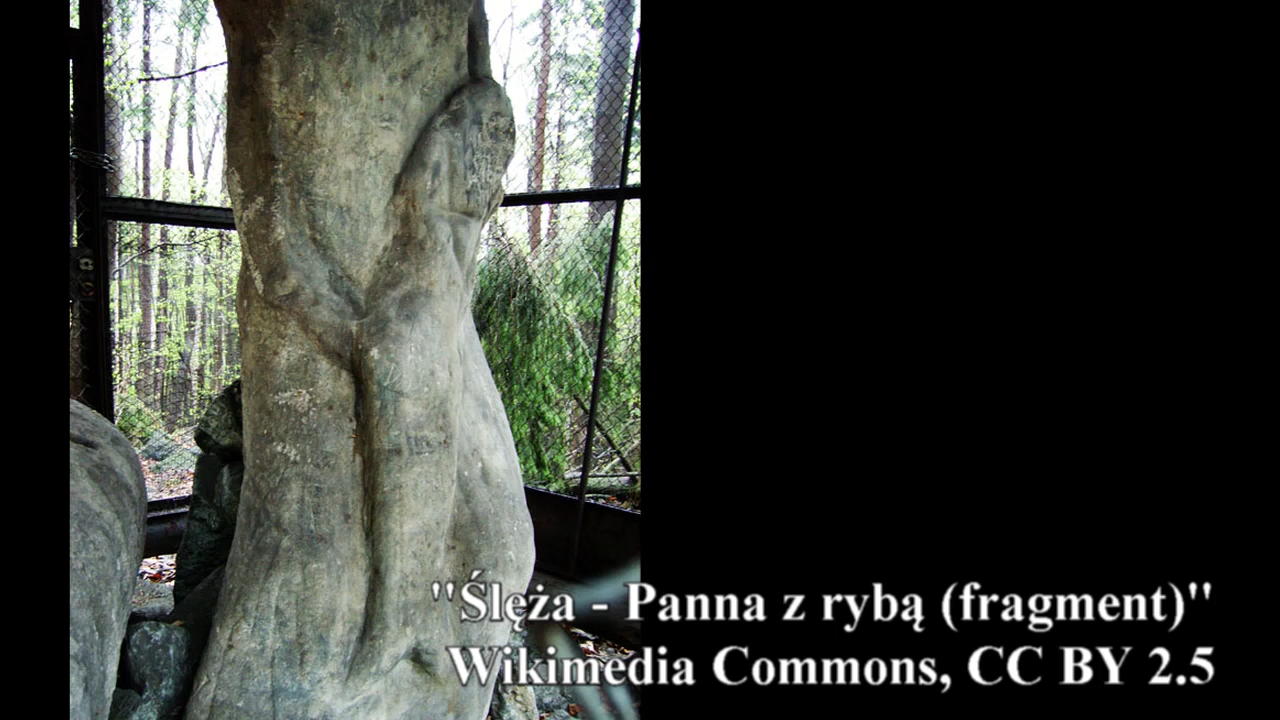 "Ślęża - Panna z rybą (fragment)"
Wikimedia Commons, CC BY 2.5